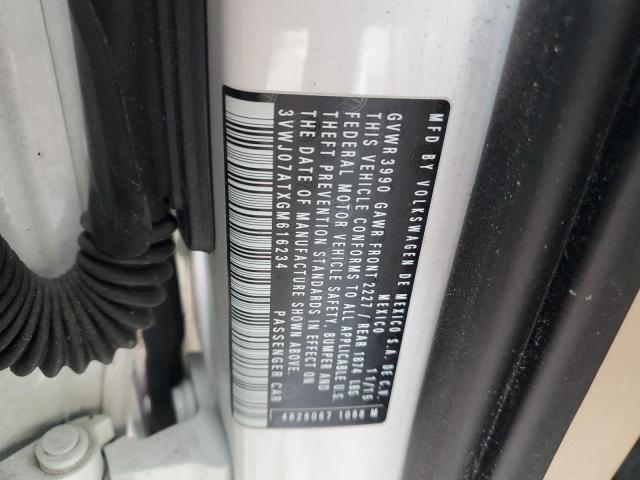 MFD BY VOLKSWAGEN DE MEXICO S.A. DE C.V.
MEXICO 11/15
GVWR 3990 GAWR FRONT 2227 / REAR 1874 LBS
THIS VEHICLE CONFORMS TO ALL APPLICABLE U.S.
FEDERAL MOTOR VEHICLE SAFETY, BUMPER AND
THEFT PREVENTION STANDARDS IN EFFECT ON
THE DATE OF MANUFACTURE SHOWN ABOVE.
3VWJ07ATXGM616234 PASSENGER CAR